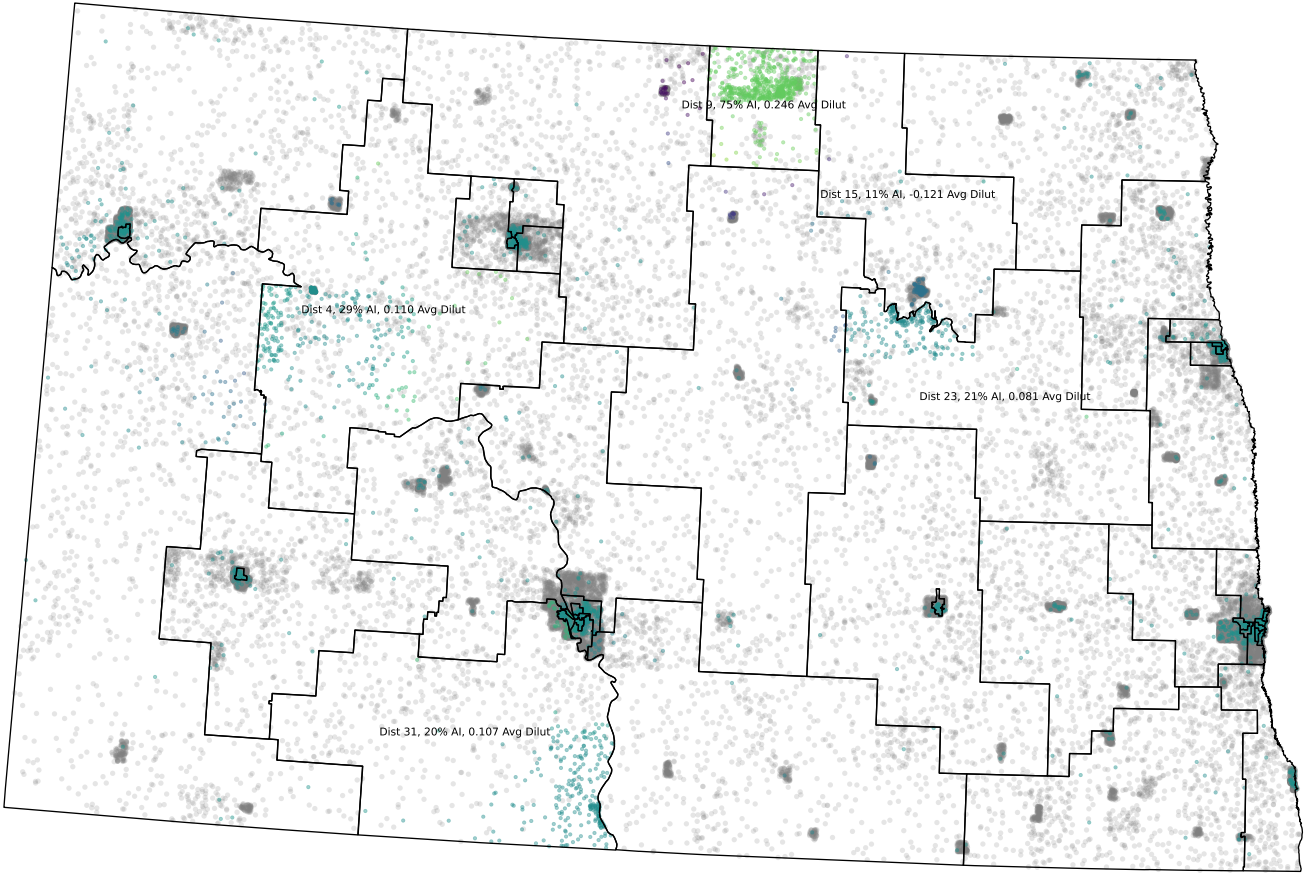 Dist 9, 75% AI, 0.246 Avg Dilut
Dist 15, 11% AI, -0.121 Avg Dilut
Dist 4, 29% AI, 0.110 Avg Dilut
Dist 23, 21% AI, 0.081 Avg Dilut
Dist 31, 20% AI, 0.107 Avg Dilut